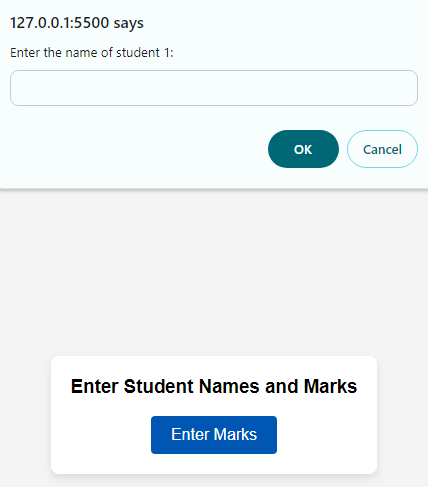 127.0.0.1:5500 says
Enter the name of student 1:
OK
Cancel
Enter Student Names and Marks
Enter Marks